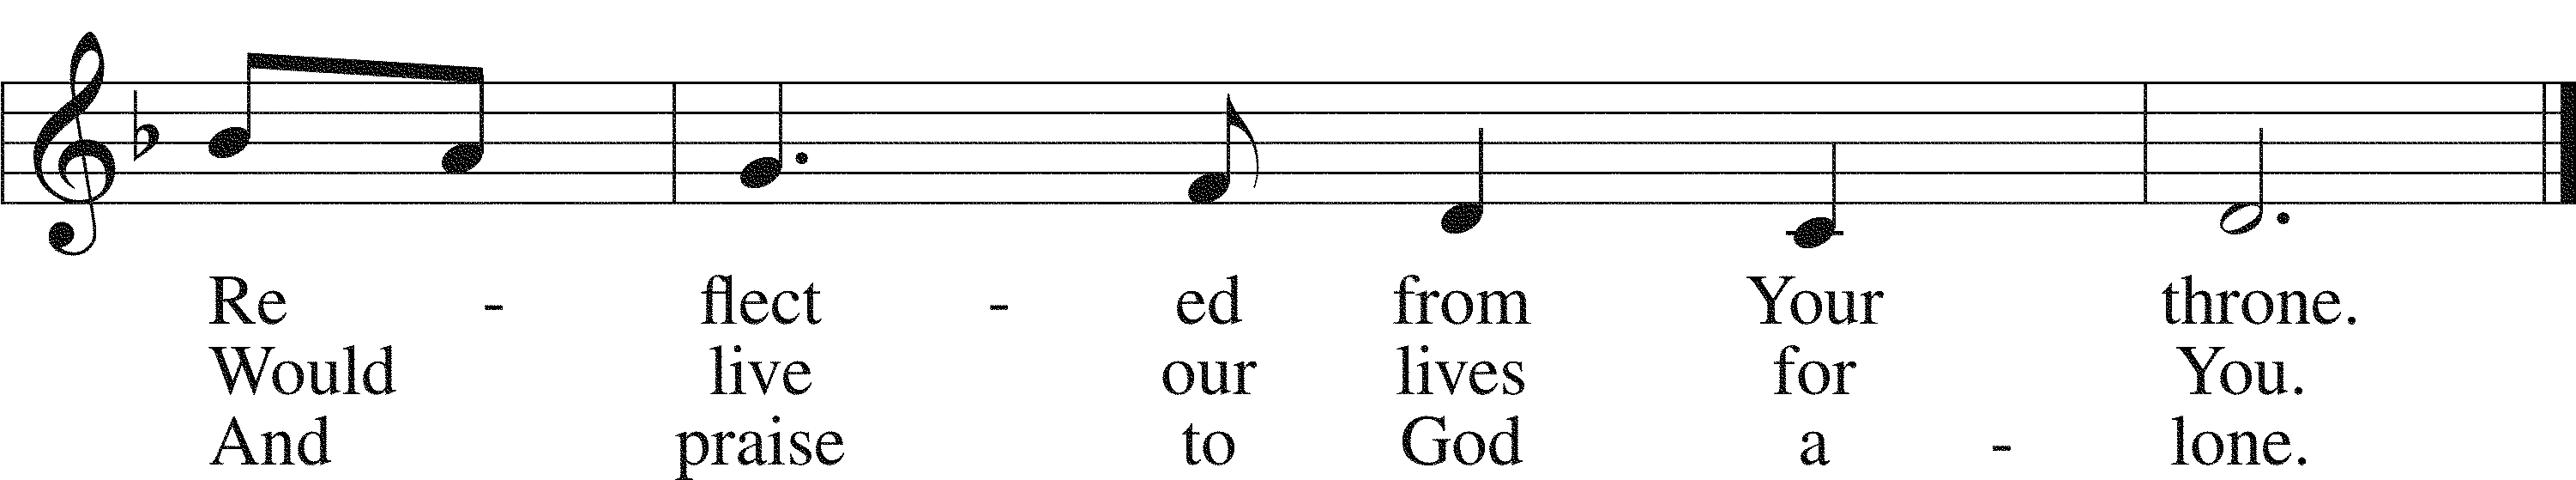 Re - flect - ed from Your throne.
Would live our lives for You.
And praise to God a - lone.